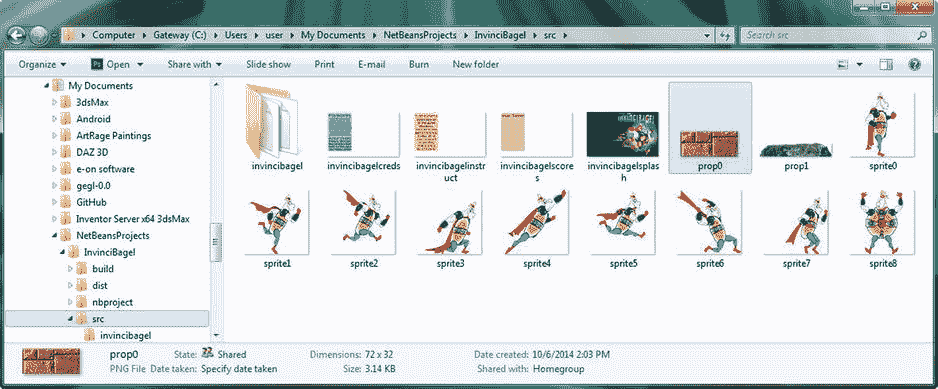 Computer ▸ Gateway (C:) ▸ Users ▸ user ▸ My Documents ▸ NetBeansProjects ▸ InvinciBagel ▸ src ▸
Search src
Organize Open Share with Slide show Print E-mail Burn New folder
My Documents
3dsMax
Android
ArtRage Paintings
DAZ 3D
e-on software
gegl-0.0
GitHub
Inventor Server x64 3dsMax
NetBeansProjects
InvinciBagel
build
dist
nbproject
src
invincibagel
invincibagel
invincibagelcreds
invincibagelinstruct
invincibagelscores
invincibagelsplash
prop0
prop1
sprite0
sprite1
sprite2
sprite3
sprite4
sprite5
sprite6
sprite7
sprite8
prop0 State: Shared Dimensions: 72 x 32 Date created: 10/6/2014 2:03 PM
PNG File Date taken: Specify date taken Size: 3.14 KB Shared with: Homegroup